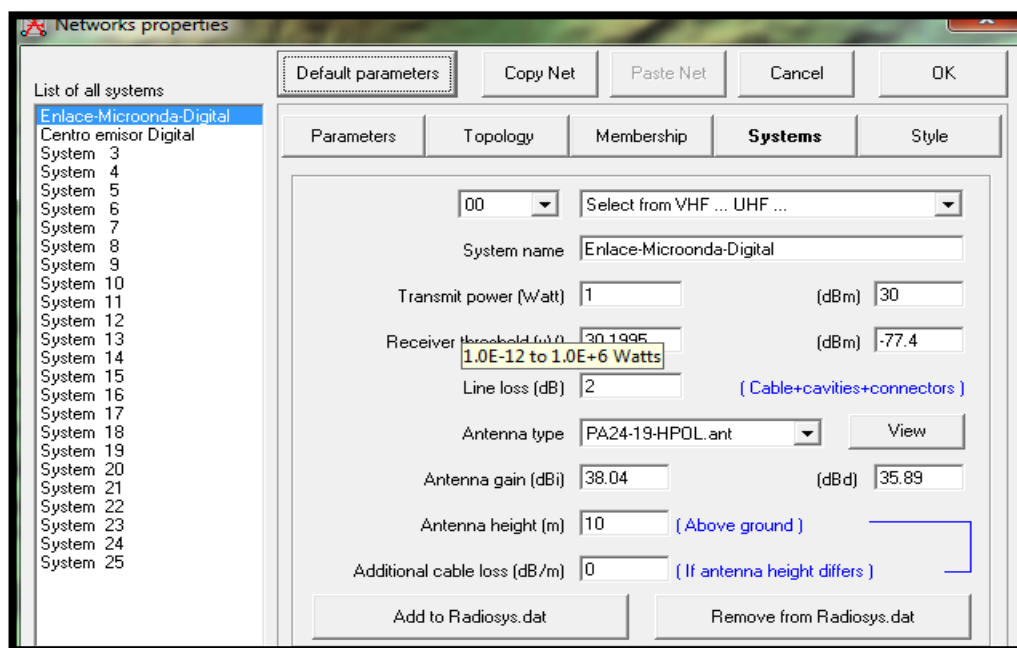 Networks properties
Default parameters Copy Net Paste Net Cancel OK
List of all systems
Enlace-Microonda-Digital
Centro emisor Digital
System 3
System 4
System 5
System 6
System 7
System 8
System 9
System 10
System 11
System 12
System 13
System 14
System 15
System 16
System 17
System 18
System 19
System 20
System 21
System 22
System 23
System 24
System 25
Parameters Topology Membership Systems Style
00 Select from VHF ... UHF ...
System name Enlace-Microonda-Digital
Transmit power (Watt) 1 (dBm) 30
Receiver threshold (µV) 30.1995 (dBm) -77.4
1.0E-12 to 1.0E+6 Watts
Line loss (dB) 2 ( Cable+cavities+connectors )
Antenna type PA24-19-HPOL.ant View
Antenna gain (dBi) 38.04 (dBd) 35.89
Antenna height (m) 10 ( Above ground )
Additional cable loss (dB/m) 0 ( If antenna height differs )
Add to Radiosys.dat Remove from Radiosys.dat